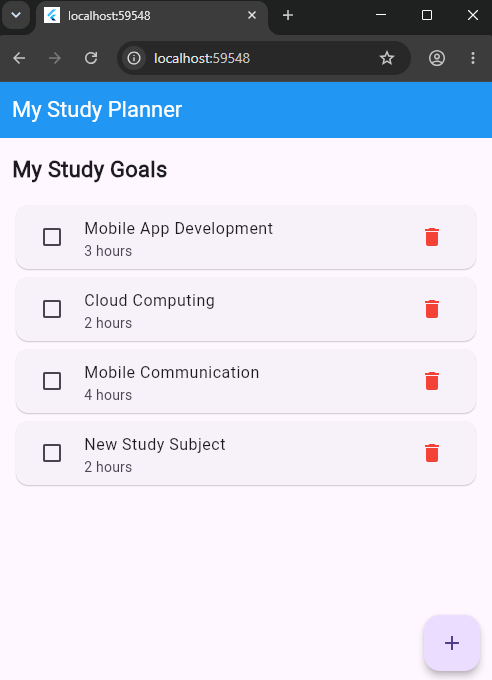 localhost:59548
localhost:59548
My Study Planner
My Study Goals
Mobile App Development
3 hours
Cloud Computing
2 hours
Mobile Communication
4 hours
New Study Subject
2 hours